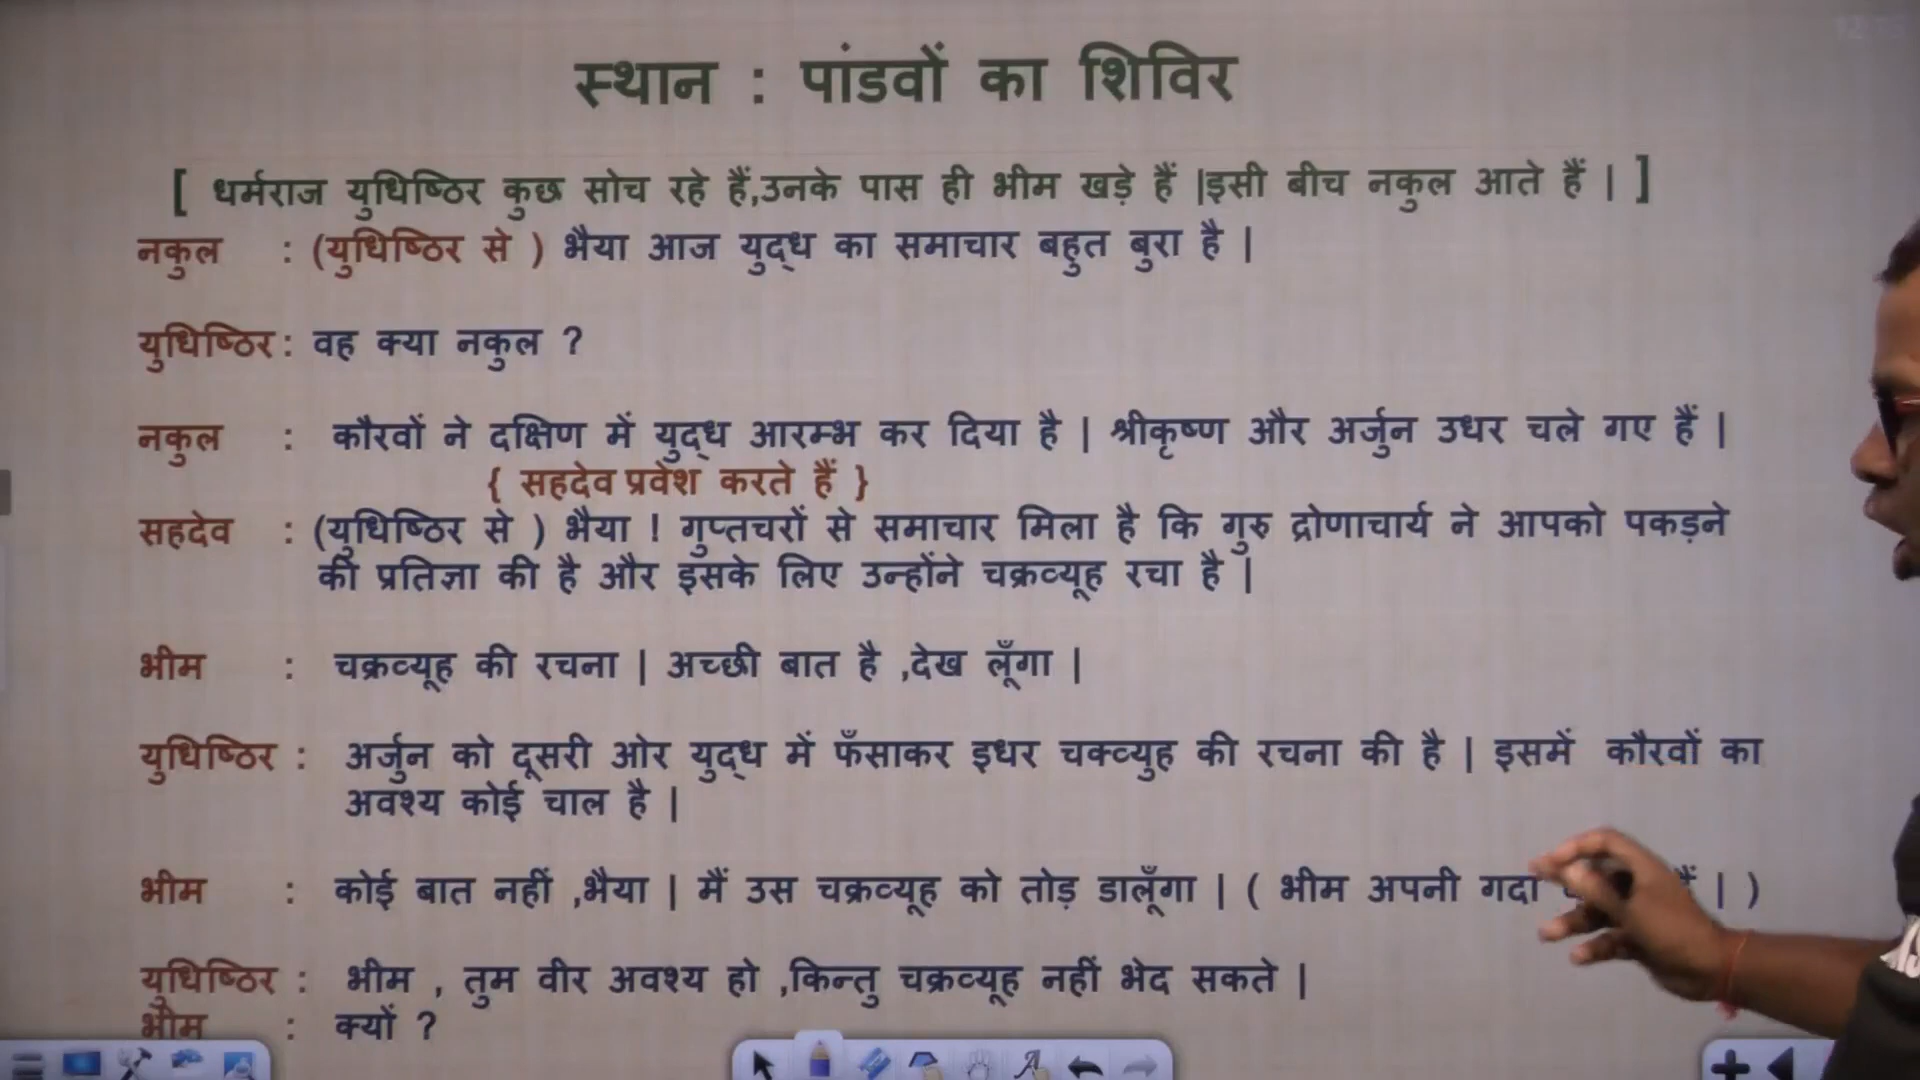 स्थान : पांडवों का शिविर
[ धर्मराज युधिष्ठिर कुछ सोच रहे हैं,उनके पास ही भीम खड़े हैं |इसी बीच नकुल आते हैं | ]
नकुल : (युधिष्ठिर से ) भैया आज युद्ध का समाचार बहुत बुरा है |
युधिष्ठिर : वह क्या नकुल ?
नकुल : कौरवों ने दक्षिण में युद्ध आरम्भ कर दिया है | श्रीकृष्ण और अर्जुन उधर चले गए हैं |
{ सहदेव प्रवेश करते हैं }
सहदेव : (युधिष्ठिर से ) भैया ! गुप्तचरों से समाचार मिला है कि गुरु द्रोणाचार्य ने आपको पकड़ने
की प्रतिज्ञा की है और इसके लिए उन्होंने चक्रव्यूह रचा है |
भीम : चक्रव्यूह की रचना | अच्छी बात है ,देख लूँगा |
युधिष्ठिर : अर्जुन को दूसरी ओर युद्ध में फँसाकर इधर चक्व्युह की रचना की है | इसमें कौरवों का
अवश्य कोई चाल है |
भीम : कोई बात नहीं ,भैया | मैं उस चक्रव्यूह को तोड़ डालूँगा | ( भीम अपनी गदा हैं | )
युधिष्ठिर : भीम , तुम वीर अवश्य हो ,किन्तु चक्रव्यूह नहीं भेद सकते |
भीम : क्यों ?